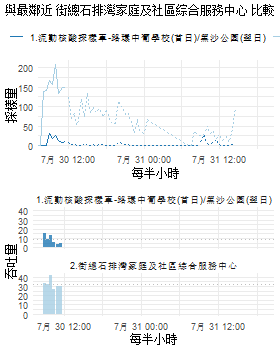 與最鄰近 街總石排灣家庭及社區綜合服務中心 比較
1.流動核酸採樣車-路環中葡學校(首日)/黑沙公園(翌日)
採樣量
200
150
100
50
0
7月 30 12:00
7月 31 00:00
7月 31 12:00
每半小時
1.流動核酸採樣車-路環中葡學校(首日)/黑沙公園(翌日)
吞吐量
40
30
20
10
0
2.街總石排灣家庭及社區綜合服務中心
40
30
20
10
0
7月 30 12:00
7月 31 00:00
7月 31 12:00
每半小時